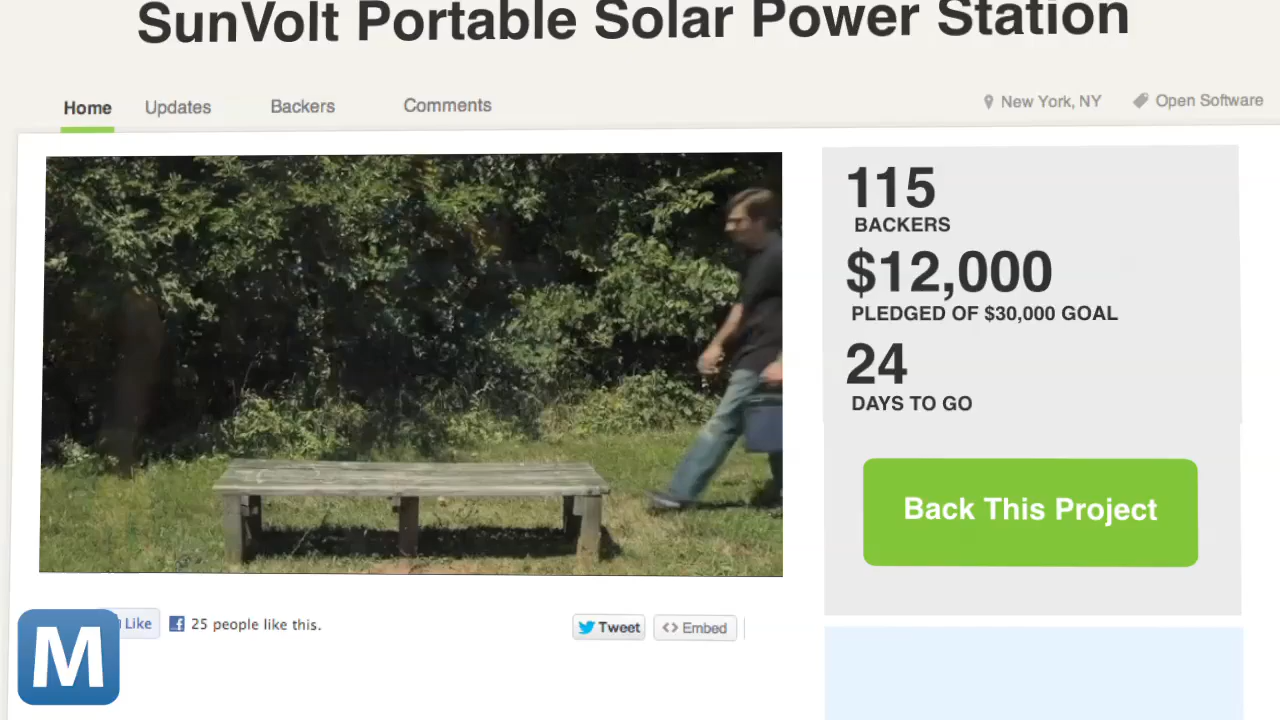 SunVolt Portable Solar Power Station
Home Updates Backers Comments
New York, NY Open Software
115
BACKERS
$12,000
PLEDGED OF $30,000 GOAL
24
DAYS TO GO
Back This Project
Like 25 people like this.
Tweet <> Embed
M